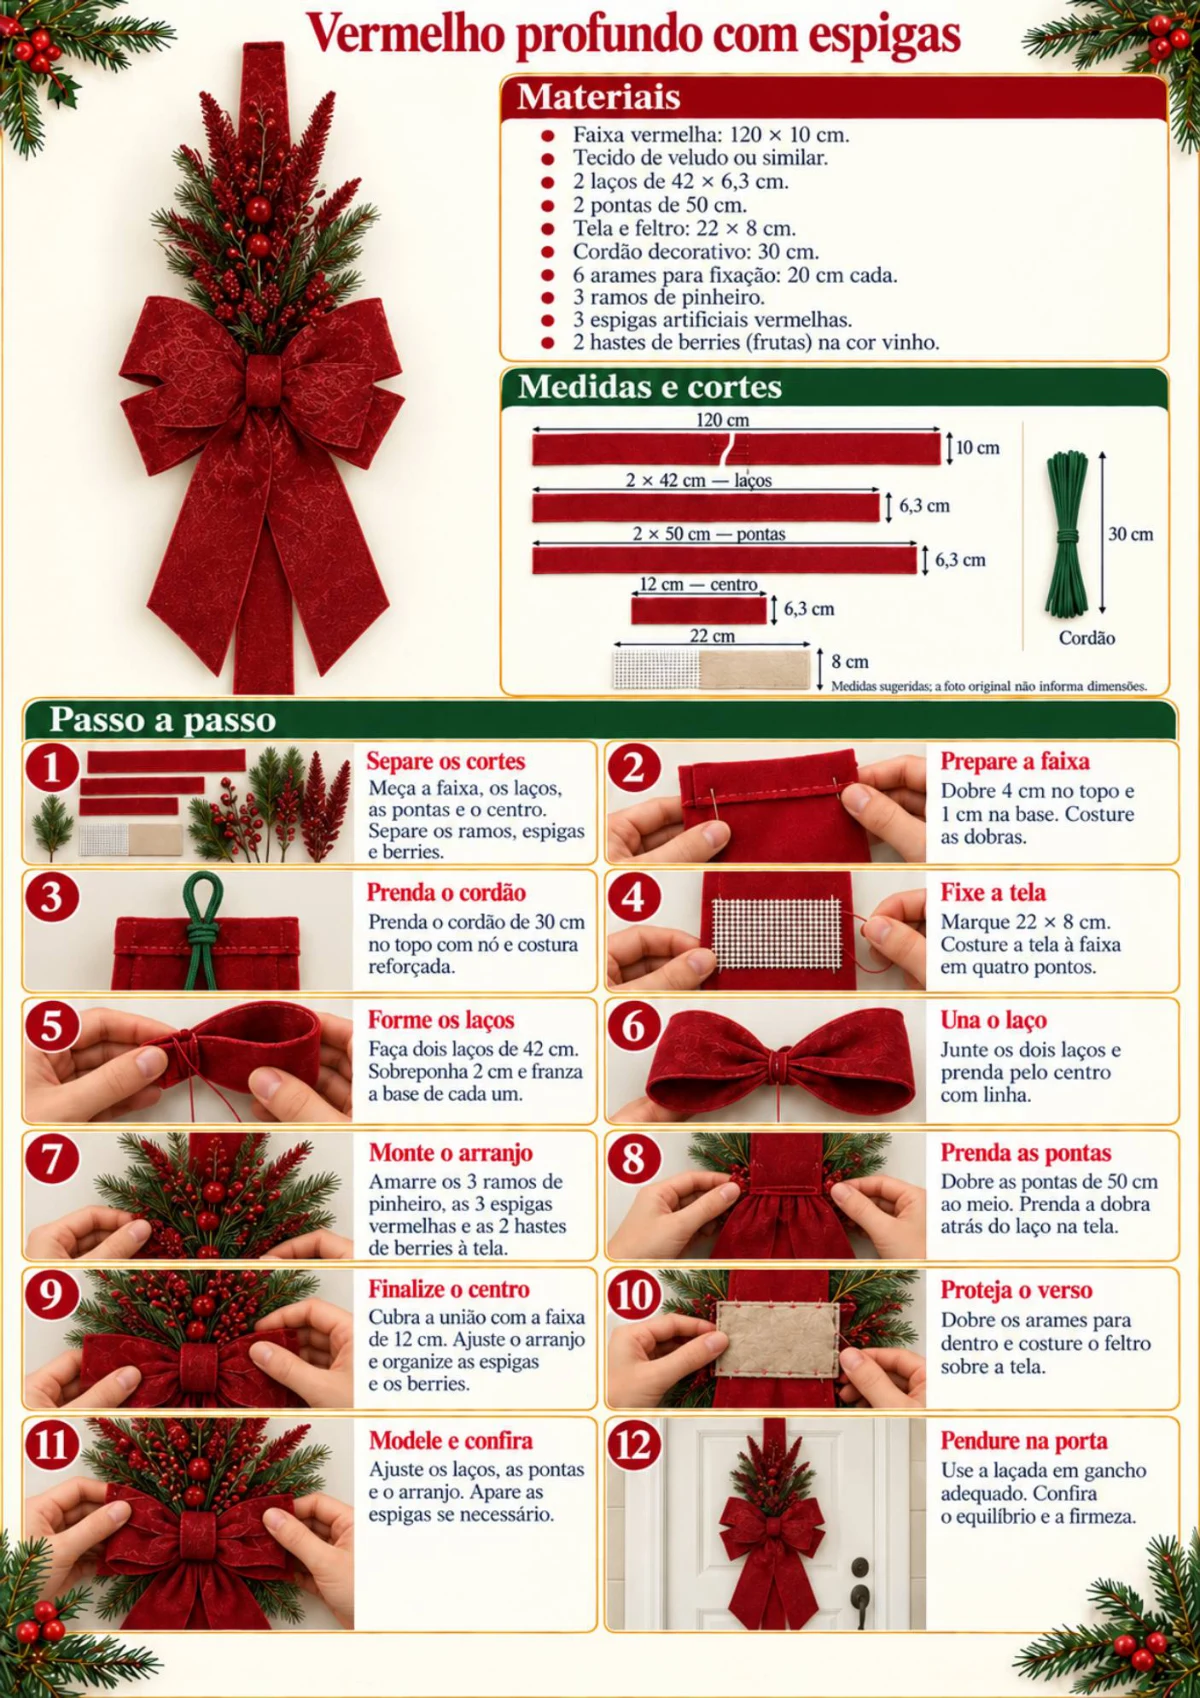 Vermelho profundo com espigas
Materiais
Faixa vermelha: 120 × 10 cm.
Tecido de veludo ou similar.
2 laços de 42 × 6,3 cm.
2 pontas de 50 cm.
Tela e feltro: 22 × 8 cm.
Cordão decorativo: 30 cm.
6 arames para fixação: 20 cm cada.
3 ramos de pinheiro.
3 espigas artificiais vermelhas.
2 hastes de berries (frutas) na cor vinho.
Medidas e cortes
120 cm
10 cm
2 × 42 cm — laços
6,3 cm
2 × 50 cm — pontas
6,3 cm
12 cm — centro
6,3 cm
22 cm
8 cm
30 cm
Cordão
Medidas sugeridas; a foto original não informa dimensões.
Passo a passo
1
Separe os cortes
Meça a faixa, os laços,
as pontas e o centro.
Separe os ramos, espigas
e berries.
2
Prepare a faixa
Dobre 4 cm no topo e
1 cm na base. Costure
as dobras.
3
Prenda o cordão
Prenda o cordão de 30 cm
no topo com nó e costura
reforçada.
4
Fixe a tela
Marque 22 × 8 cm.
Costure a tela à faixa
em quatro pontos.
5
Forme os laços
Faça dois laços de 42 cm.
Sobreponha 2 cm e franza
a base de cada um.
6
Una o laço
Junte os dois laços e
prenda pelo centro
com linha.
7
Monte o arranjo
Amarre os 3 ramos de
pinheiro, as 3 espigas
vermelhas e as 2 hastes
de berries à tela.
8
Prenda as pontas
Dobre as pontas de 50 cm
ao meio. Prenda a dobra
atrás do laço na tela.
9
Finalize o centro
Cubra a união com a faixa
de 12 cm. Ajuste o arranjo
e organize as espigas
e os berries.
10
Proteja o verso
Dobre os arames para
dentro e costure o feltro
sobre a tela.
11
Modele e confira
Ajuste os laços, as pontas
e o arranjo. Apare as
espigas se necessário.
12
Pendure na porta
Use a laçada em gancho
adequado. Confira
o equilíbrio e a firmeza.